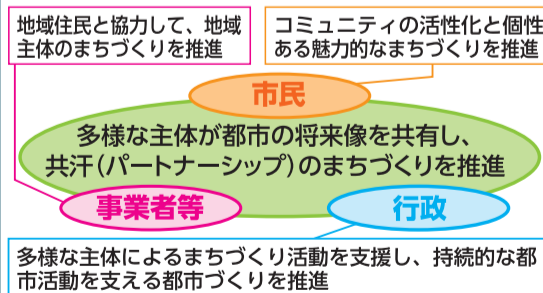 地域住民と協力して、地域
主体のまちづくりを推進
コミュニティの活性化と個性
ある魅力的なまちづくりを推進
市民
多様な主体が都市の将来像を共有し、
共汗(パートナーシップ)のまちづくりを推進
事業者等
行政
多様な主体によるまちづくり活動を支援し、持続的な都
市活動を支える都市づくりを推進